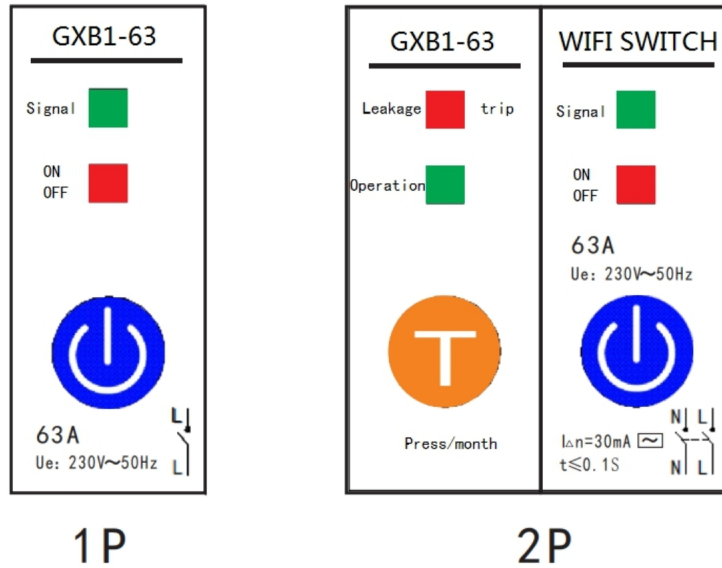 GXB1-63
Signal
ON
OFF
L
63A
Ue: 230V～50Hz
L
1P
GXB1-63
Leakage trip
Operation
T
Press/month
WIFI SWITCH
Signal
ON
OFF
63A
Ue: 230V～50Hz
N L
I△n=30mA ～
t≤0.1S
N L
2P